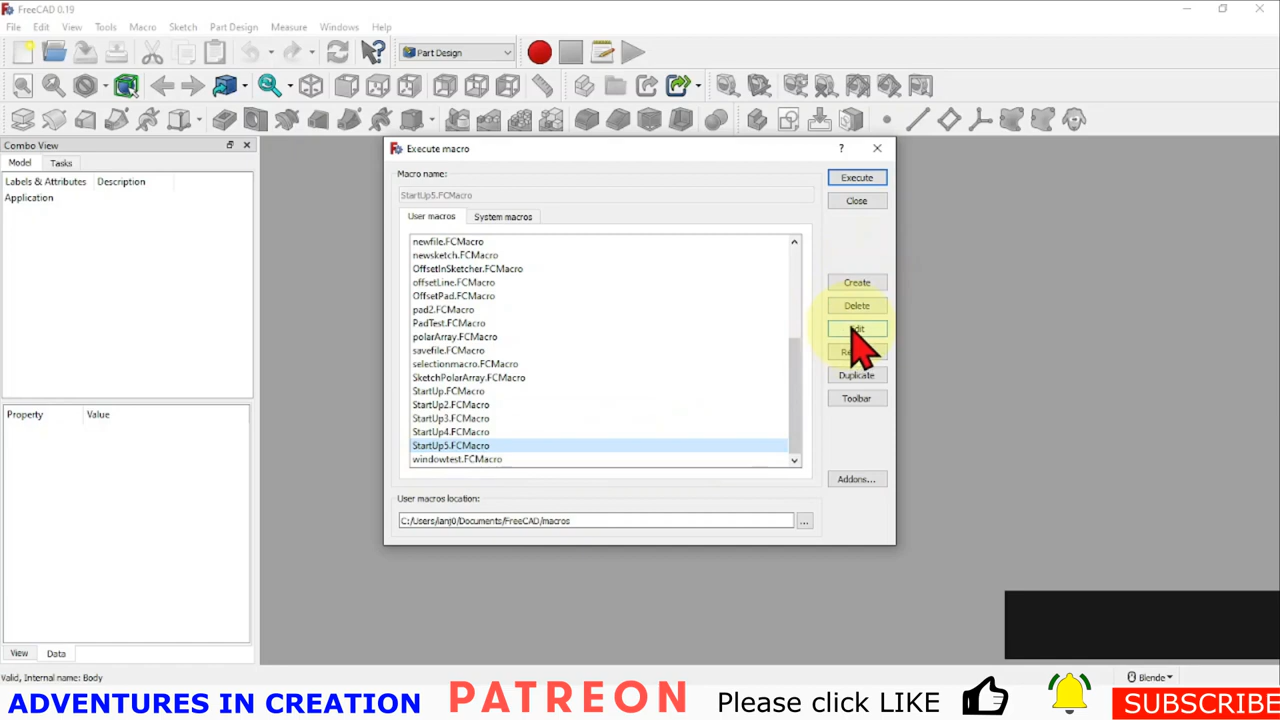 FreeCAD 0.19
File Edit View Tools Macro Sketch Part Design Measure Windows Help
Part Design
Combo View
Model Tasks
Labels & Attributes Description
Application
Property Value
View Data
Valid, Internal name: Body
Execute macro
Macro name:
StartUp5.FCMacro
User macros System macros
newfile.FCMacro
newsketch.FCMacro
OffsetInSketcher.FCMacro
offsetLine.FCMacro
OffsetPad.FCMacro
pad2.FCMacro
PadTest.FCMacro
polarArray.FCMacro
savefile.FCMacro
selectionmacro.FCMacro
SketchPolarArray.FCMacro
StartUp.FCMacro
StartUp2.FCMacro
StartUp3.FCMacro
StartUp4.FCMacro
StartUp5.FCMacro
windowtest.FCMacro
User macros location:
C:/Users/ianj0/Documents/FreeCAD/macros
...
Execute
Close
Create
Delete
Duplicate
Toolbar
Addons...
Blende
ADVENTURES IN CREATION PATREON Please click LIKE SUBSCRIBE